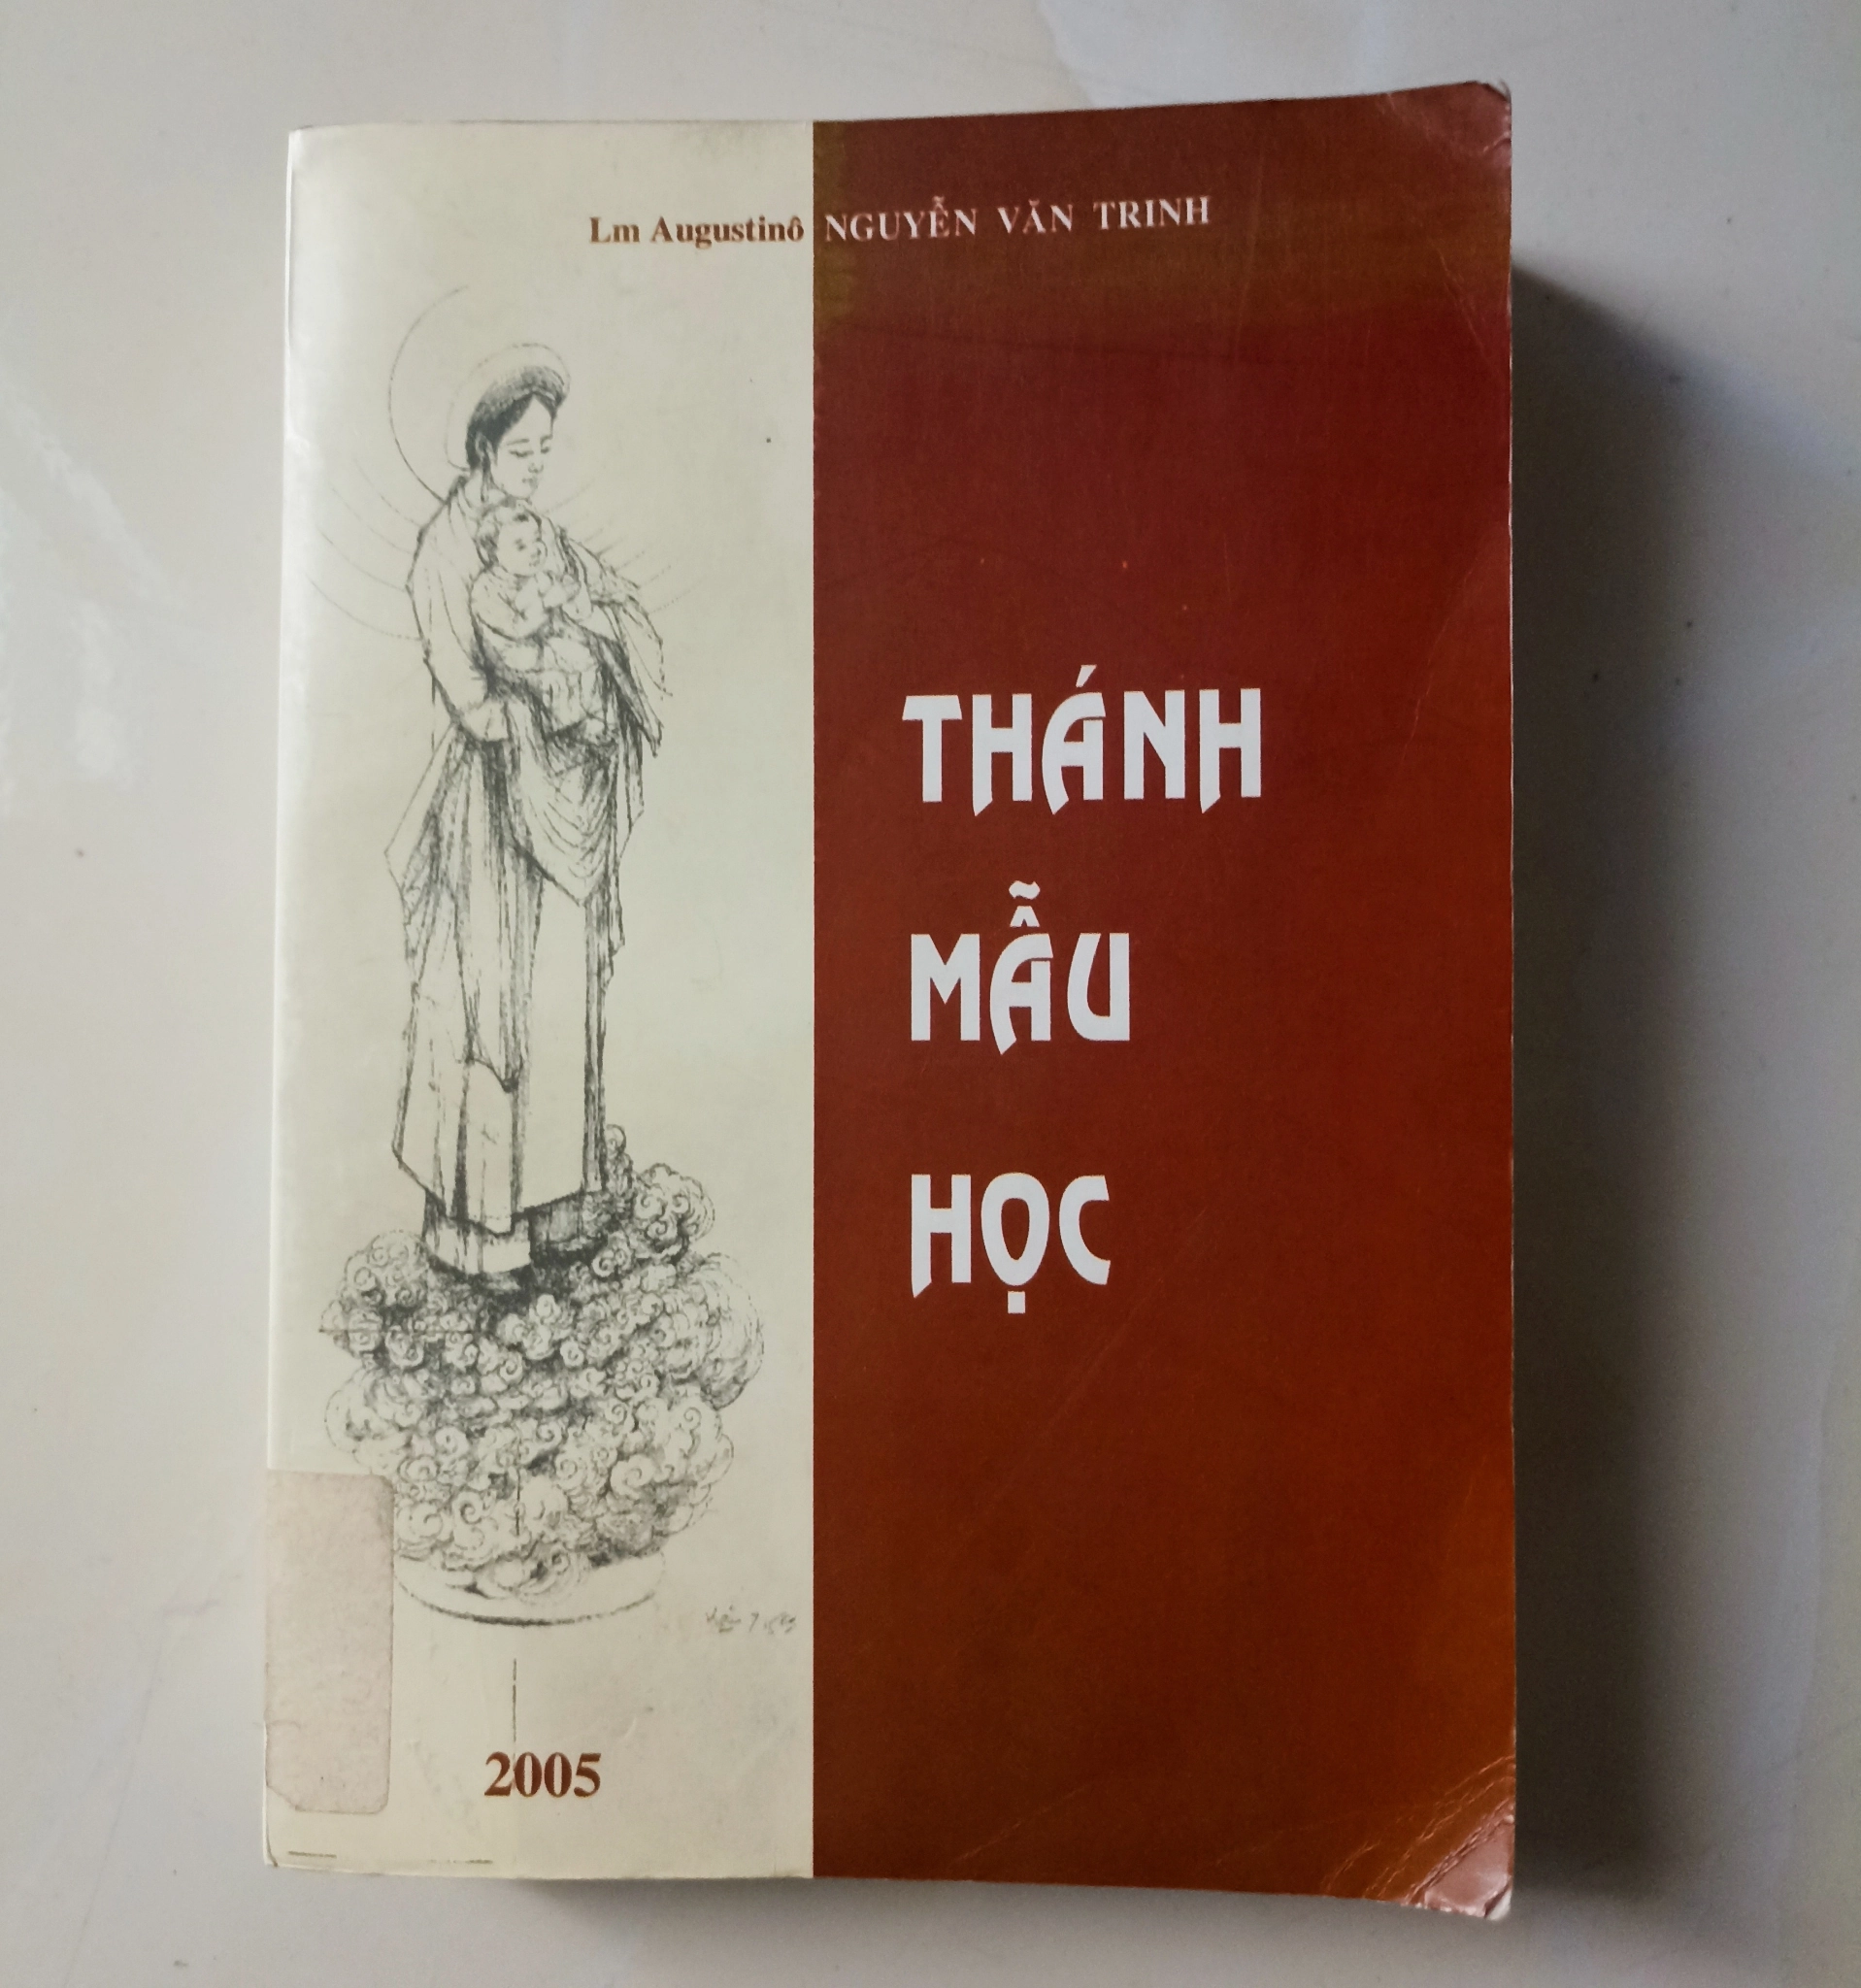 Lm Augustinô NGUYỄN VĂN TRINH
THÁNH
MẪU
HỌC
2005